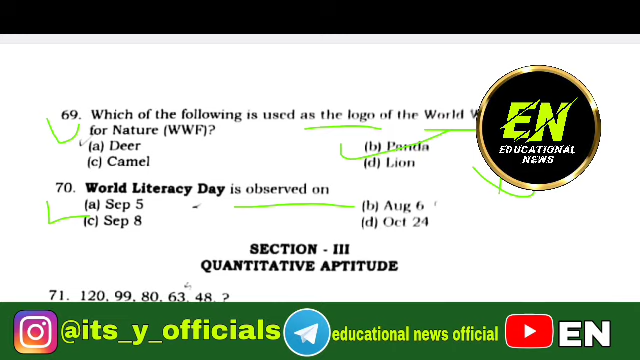 69. Which of the following is used as the logo of the World W
for Nature (WWF)?
(a) Deer (b) Panda
(c) Camel (d) Lion
70. World Literacy Day is observed on
(a) Sep 5 (b) Aug 6
(c) Sep 8 (d) Oct 24
SECTION - III
QUANTITATIVE APTITUDE
71. 120, 99, 80, 63, 48, ?
EN
EDUCATIONAL
NEWS
@its_y_officials educational news official EN